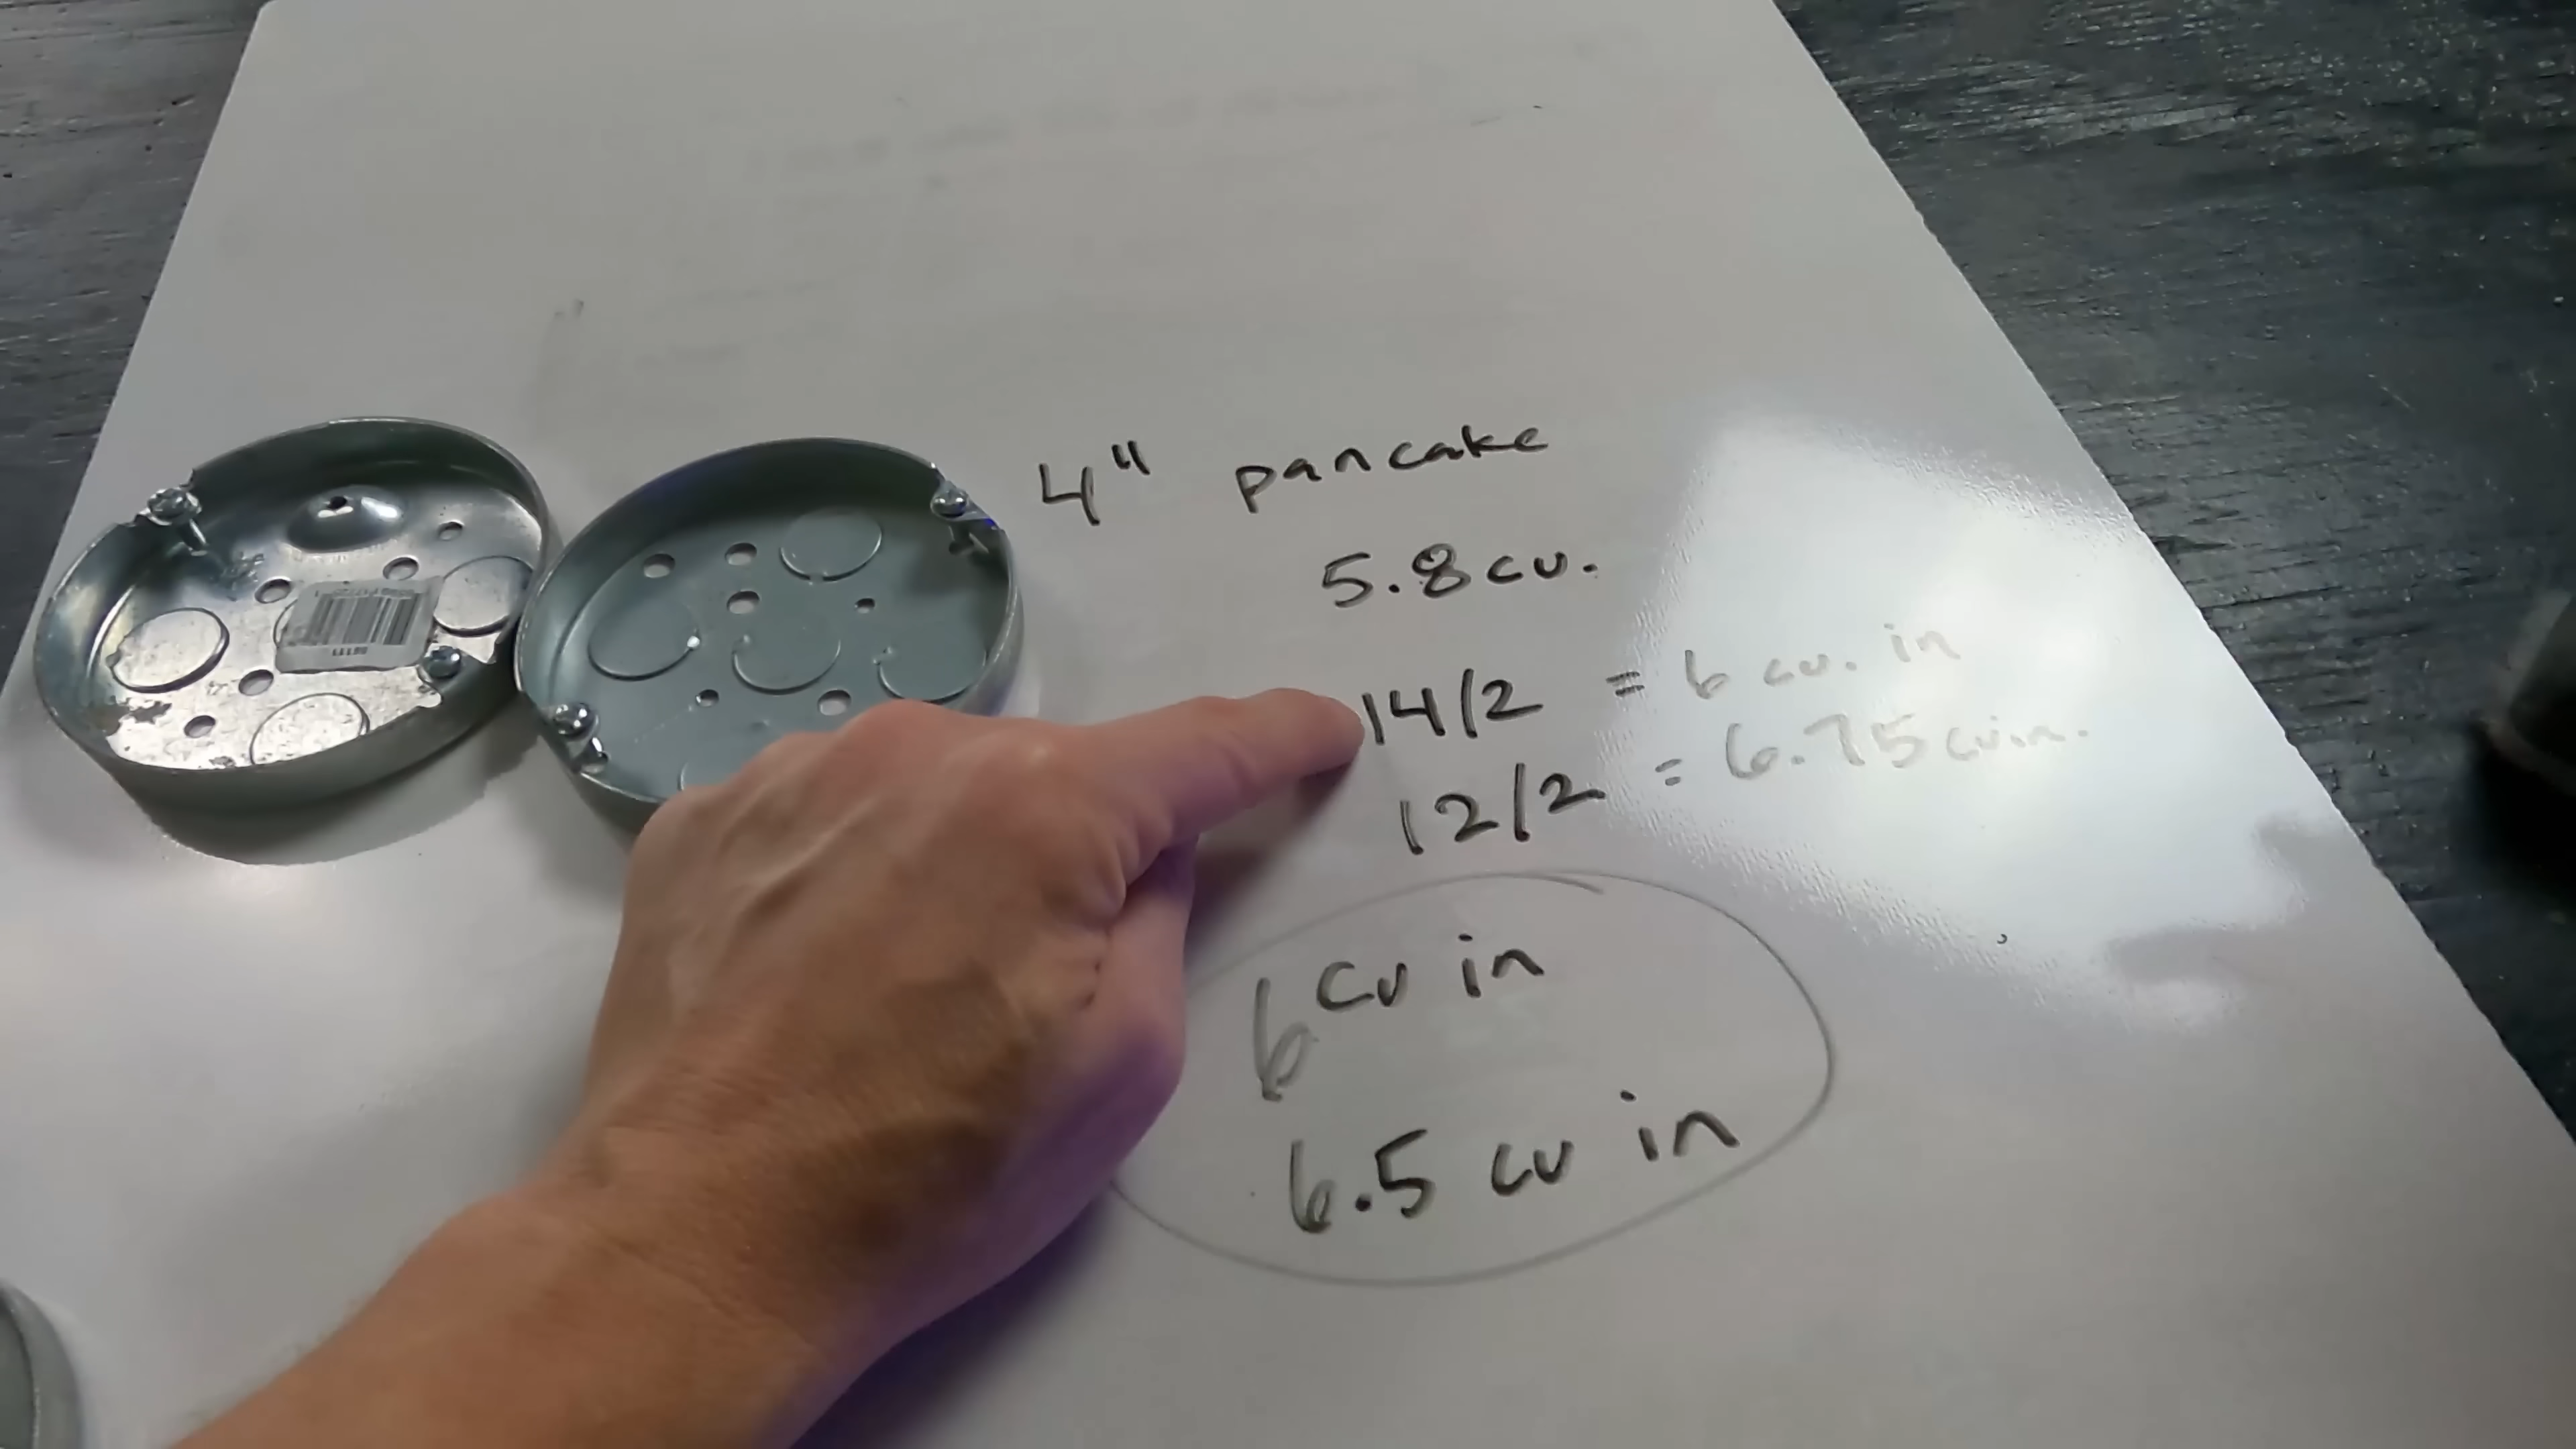 4" pancake
5.8 cu.
14/2 = 6 cu. in
12/2 = 6.75 cu in.
6 cu in
6.5 cu in